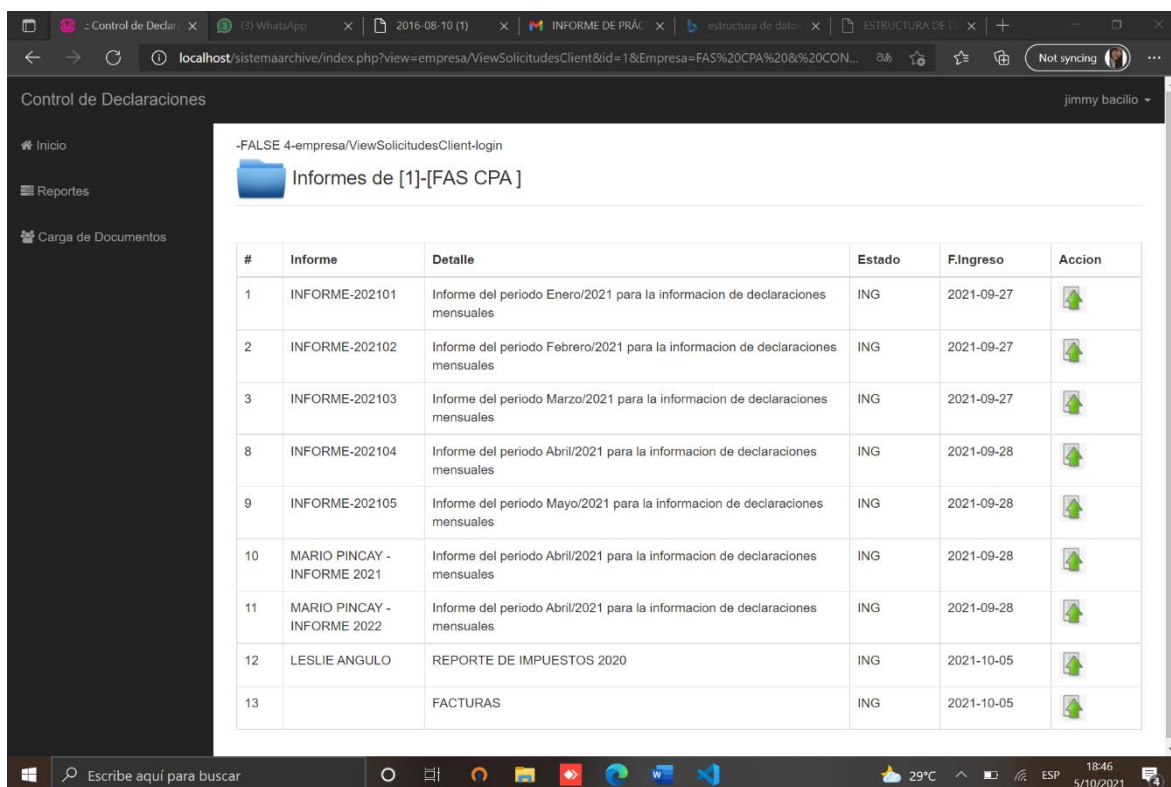 .: Control de Declara
(3) WhatsApp
2016-08-10 (1)
INFORME DE PRÁC
estructura de datos
ESTRUCTURA DE D
localhost/sistemaarchive/index.php?view=empresa/ViewSolicitudesClient&id=1&Empresa=FAS%20CPA%20&%20CON...
Not syncing
Control de Declaraciones
jimmy bacilio
Inicio
Reportes
Carga de Documentos
-FALSE 4-empresa/ViewSolicitudesClient-login
Informes de [1]-[FAS CPA ]
# Informe Detalle Estado F.Ingreso Accion
1 INFORME-202101 Informe del periodo Enero/2021 para la informacion de declaraciones ING 2021-09-27
mensuales
2 INFORME-202102 Informe del periodo Febrero/2021 para la informacion de declaraciones ING 2021-09-27
mensuales
3 INFORME-202103 Informe del periodo Marzo/2021 para la informacion de declaraciones ING 2021-09-27
mensuales
8 INFORME-202104 Informe del periodo Abril/2021 para la informacion de declaraciones ING 2021-09-28
mensuales
9 INFORME-202105 Informe del periodo Mayo/2021 para la informacion de declaraciones ING 2021-09-28
mensuales
10 MARIO PINCAY - Informe del periodo Abril/2021 para la informacion de declaraciones ING 2021-09-28
INFORME 2021 mensuales
11 MARIO PINCAY - Informe del periodo Abril/2021 para la informacion de declaraciones ING 2021-09-28
INFORME 2022 mensuales
12 LESLIE ANGULO REPORTE DE IMPUESTOS 2020 ING 2021-10-05
13 FACTURAS ING 2021-10-05
Escribe aquí para buscar
29°C
ESP
18:46
5/10/2021
4